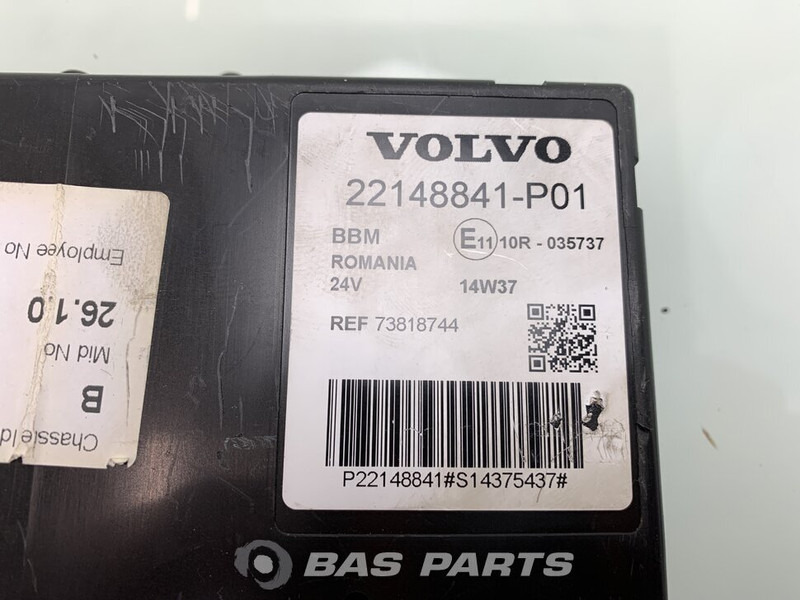 VOLVO
22148841-P01
BBM
E11 10R - 035737
ROMANIA
24V 14W37
REF 73818744
P22148841#S14375437#
Chassie Id
B
Mid No
26.1.0
Employee No
BAS PARTS